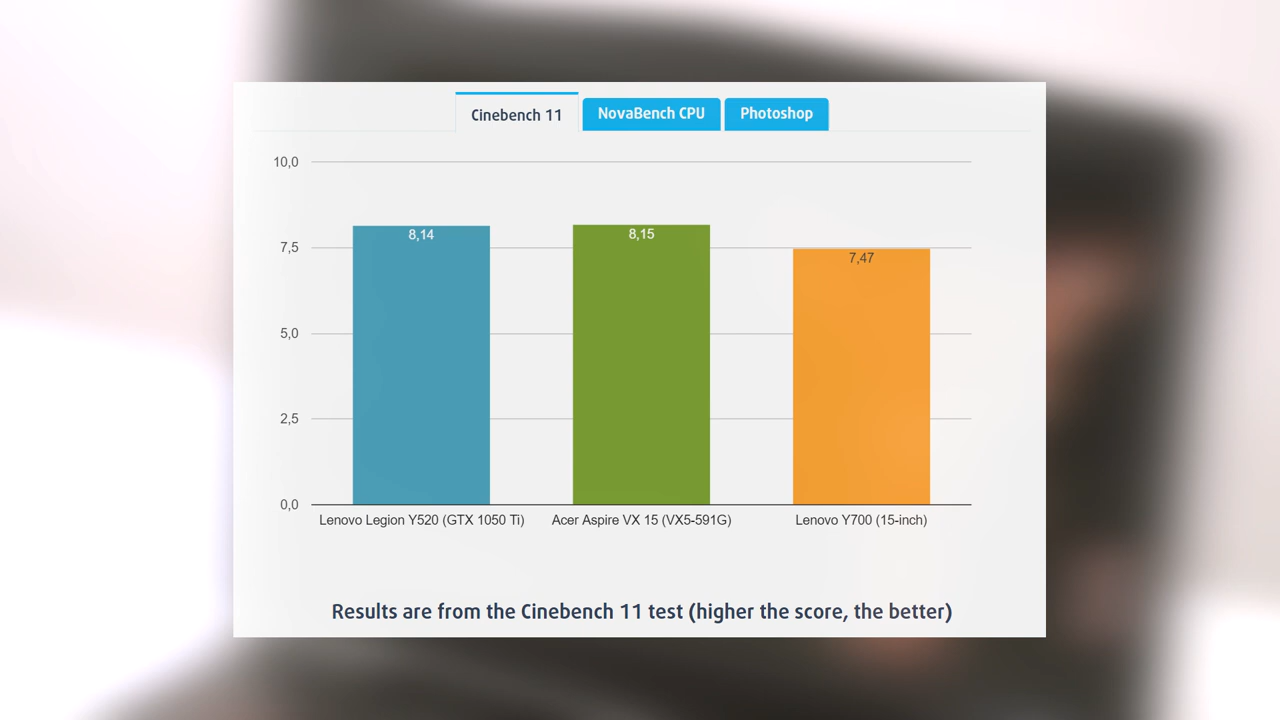 Cinebench 11
NovaBench CPU
Photoshop
10,0
7,5
5,0
2,5
0,0
8,14
8,15
7,47
Lenovo Legion Y520 (GTX 1050 Ti)
Acer Aspire VX 15 (VX5-591G)
Lenovo Y700 (15-inch)
Results are from the Cinebench 11 test (higher the score, the better)